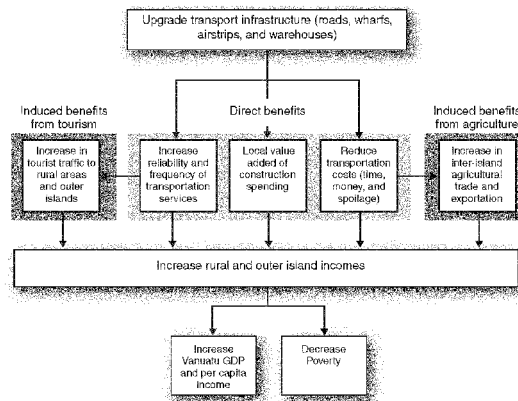 Upgrade transport infrastructure (roads, wharfs,
airstrips, and warehouses)
Induced benefits
from tourism
Direct benefits
Induced benefits
from agriculture
Increase in
tourist traffic to
rural areas
and outer
islands
Increase
reliability and
frequency of
transportation
services
Local value
added of
construction
spending
Reduce
transportation
costs (time,
money, and
spoilage)
Increase in
inter-island
agricultural
trade and
exportation
Increase rural and outer island incomes
Increase
Vanuatu GDP
and per capita
income
Decrease
Poverty